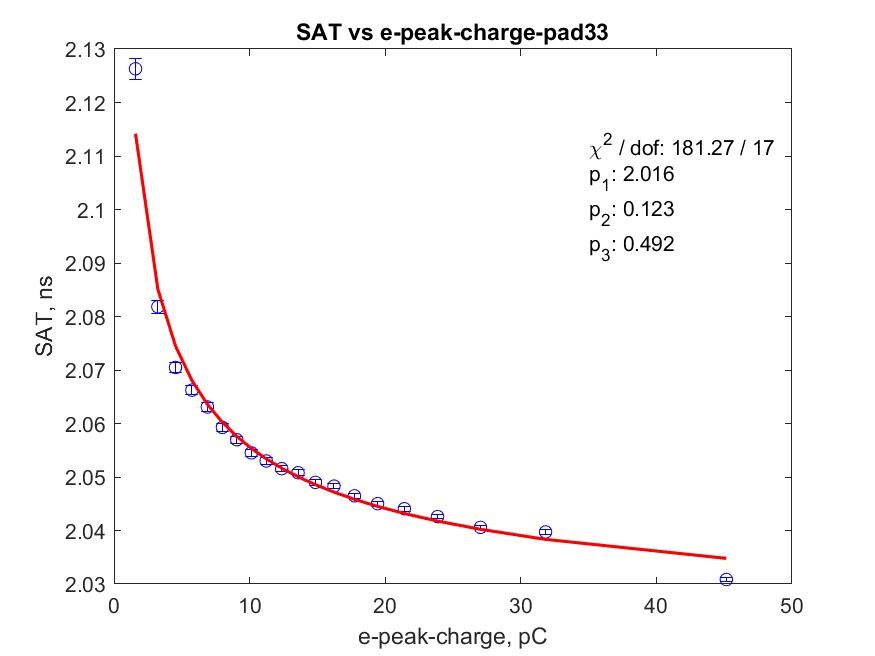 SAT vs e-peak-charge-pad33
2.13
2.12
2.11
2.1
2.09
2.08
2.07
2.06
2.05
2.04
2.03
SAT, ns
χ² / dof: 181.27 / 17
p₁: 2.016
p₂: 0.123
p₃: 0.492
0 10 20 30 40 50
e-peak-charge, pC